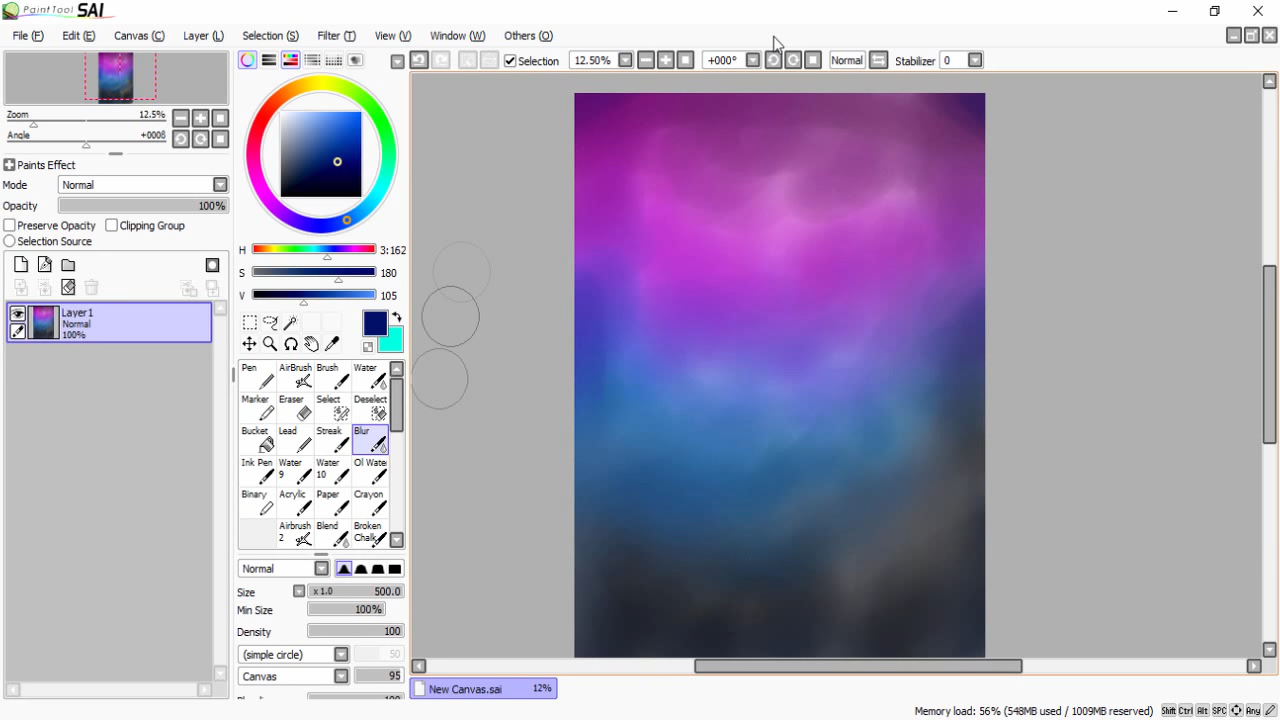 PaintTool SAI
File (F) Edit (E) Canvas (C) Layer (L) Selection (S) Filter (T) View (V) Window (W) Others (O)
Selection 12.50% +000° Normal Stabilizer 0
Zoom 12.5%
Angle +000ß
Paints Effect
Mode Normal
Opacity 100%
Preserve Opacity Clipping Group
Selection Source
Layer1
Normal
100%
H 3:162
S 180
V 105
Pen AirBrush Brush Water
Marker Eraser Select Deselect
Bucket Lead Streak Blur
Ink Pen Water 9 Water 10 Ol Wate
Binary Acrylic Paper Crayon
Airbrush 2 Blend Broken Chalk
Normal
Size x 1.0 500.0
Min Size 100%
Density 100
(simple circle) 50
Canvas 95
New Canvas.sai 12%
Memory load: 56% (548MB used / 1009MB reserved) Shift Ctrl Alt SPC Any